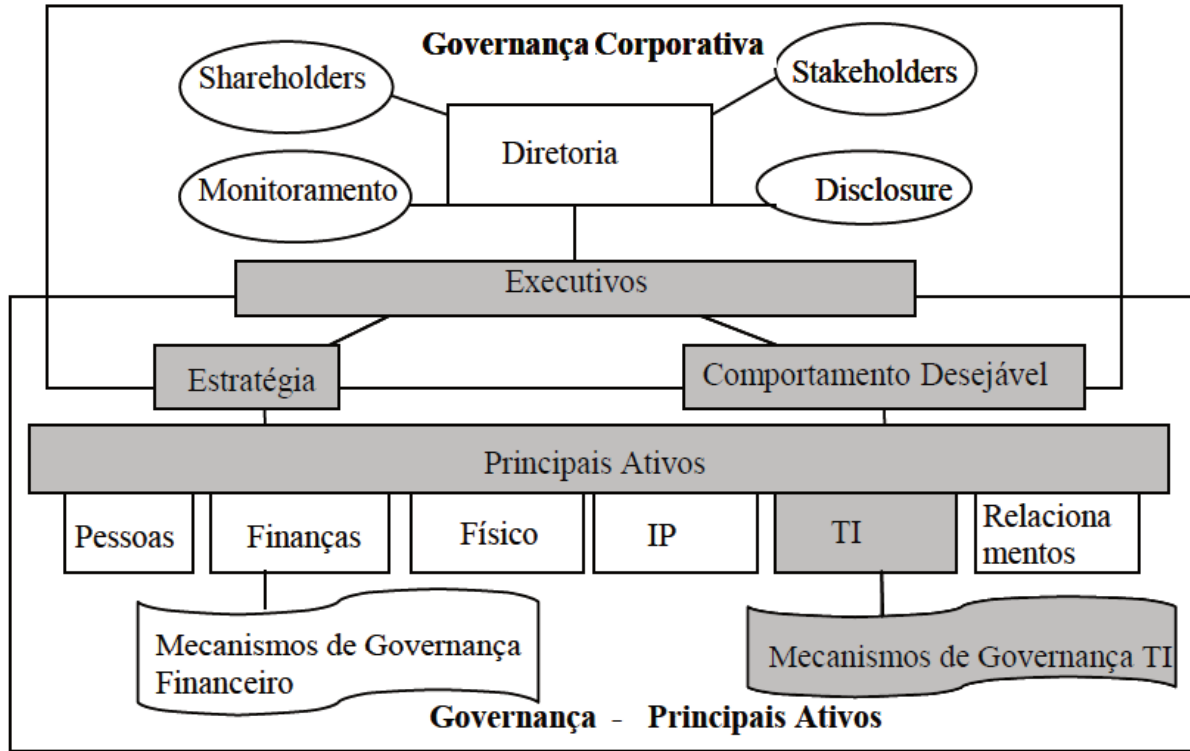 Governança Corporativa
Shareholders
Stakeholders
Diretoria
Monitoramento
Disclosure
Executivos
Estratégia
Comportamento Desejável
Principais Ativos
Pessoas
Finanças
Físico
IP
TI
Relaciona
mentos
Mecanismos de Governança
Financeiro
Mecanismos de Governança TI
Governança - Principais Ativos